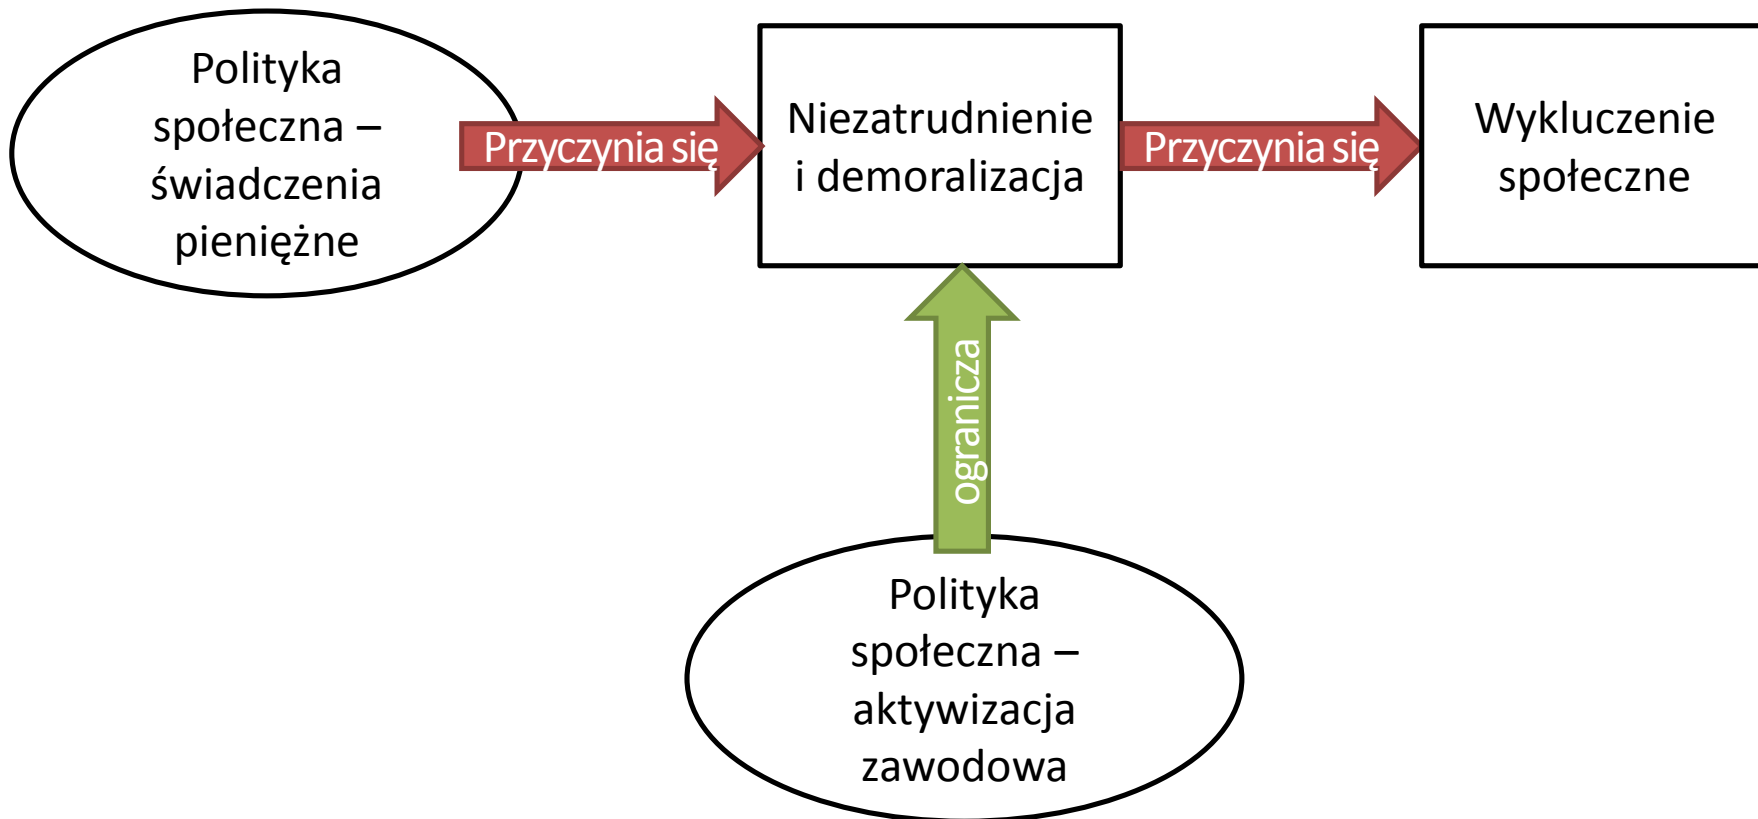 Polityka
społeczna –
świadczenia
pieniężne
Przyczynia się
Niezatrudnienie
i demoralizacja
Przyczynia się
Wykluczenie
społeczne
ogranicza
Polityka
społeczna –
aktywizacja
zawodowa